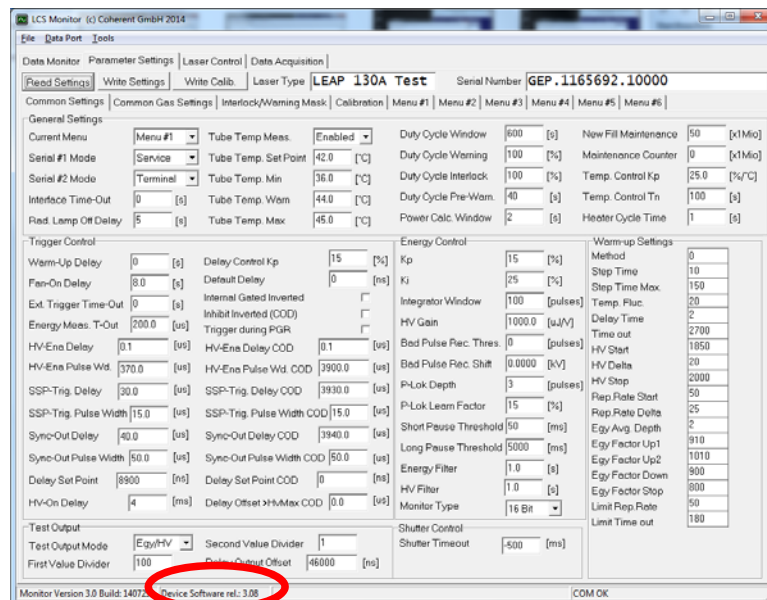 LCS Monitor (c) Coherent GmbH 2014
File Data Port Tools
Data Monitor Parameter Settings Laser Control Data Acquisition
Read Settings Write Settings Write Calib. Laser Type LEAP 130A Test Serial Number GEP.1165692.10000
Common Settings Common Gas Settings Interlock/Warning Mask Calibration Menu #1 Menu #2 Menu #3 Menu #4 Menu #5 Menu #6
General Settings
Current Menu Menu #1 Tube Temp Meas. Enabled Duty Cycle Window 600 [s] New Fill Maintenance 50 [x1Mio]
Serial #1 Mode Service Tube Temp. Set Point 42.0 [°C] Duty Cycle Warning 100 [%] Maintenance Counter 0 [x1Mio]
Serial #2 Mode Terminal Tube Temp. Min 36.0 [°C] Duty Cycle Interlock 100 [%] Temp. Control Kp 25.0 [%/°C]
Interface Time-Out 0 [s] Tube Temp. Warn 44.0 [°C] Duty Cycle Pre-Warn. 40 [s] Temp. Control Tn 100 [s]
Rad. Lamp Off Delay 5 [s] Tube Temp. Max 45.0 [°C] Power Calc. Window 2 [s] Heater Cycle Time 1 [s]
Trigger Control
Warm-Up Delay 0 [s] Delay Control Kp 15 [%]
Fan-On Delay 8.0 [s] Default Delay 0 [ns]
Ext. Trigger Time-Out 0 [s] Internal Gated Inverted
Inhibit Inverted (COD)
Energy Meas. T-Out 200.0 [us] Trigger during PGR
HV-Ena Delay 0.1 [us] HV-Ena Delay COD 0.1 [us]
HV-Ena Pulse Wd. 370.0 [us] HV-Ena Pulse Wd. COD 3900.0 [us]
SSP-Trig. Delay 30.0 [us] SSP-Trig. Delay COD 3930.0 [us]
SSP-Trig. Pulse Width 15.0 [us] SSP-Trig. Pulse Width COD 15.0 [us]
Sync-Out Delay 40.0 [us] Sync-Out Delay COD 3940.0 [us]
Sync-Out Pulse Width 50.0 [us] Sync-Out Pulse Width COD 50.0 [us]
Delay Set Point 8900 [ns] Delay Set Point COD 0 [ns]
HV-On Delay 4 [ms] Delay Offset >HvMax COD 0.0 [us]
Energy Control
Kp 15 [%]
Ki 25 [%]
Integrator Window 100 [pulses]
HV Gain 1000.0 [uJ/V]
Bad Pulse Rec. Thres. 0 [pulses]
Bad Pulse Rec. Shift 0.0000 [kV]
P-Lok Depth 3 [pulses]
P-Lok Learn Factor 15 [%]
Short Pause Threshold 50 [ms]
Long Pause Threshold 5000 [ms]
Energy Filter 1.0 [s]
HV Filter 1.0 [s]
Monitor Type 16 Bit
Warm-up Settings
Method 0
Step Time 10
Step Time Max. 150
Temp. Fluc. 20
Delay Time 2
Time out 2700
HV Start 1850
HV Delta 20
HV Stop 2000
Rep.Rate Start 50
Rep.Rate Delta 25
Egy Avg. Depth 2
Egy Factor Up1 910
Egy Factor Up2 1010
Egy Factor Down 900
Egy Factor Stop 800
Limit Rep.Rate 50
Limit Time out 180
Test Output
Test Output Mode Egy/HV Second Value Divider 1
First Value Divider 100 Delay Output Offset 46000 [ns]
Shutter Control
Shutter Timeout -500 [ms]
Monitor Version 3.0 Build: Device Software rel.: 3.08 COM OK